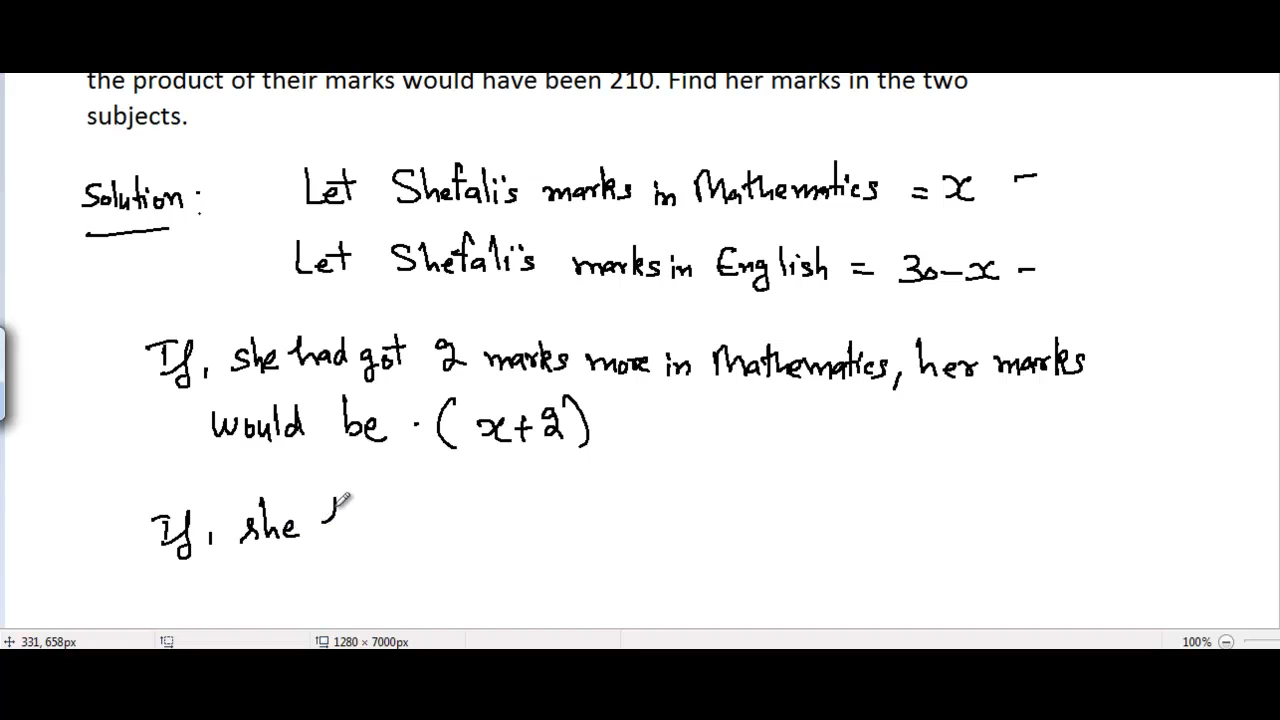 the product of their marks would have been 210. Find her marks in the two
subjects.
Solution :
Let Shefali's marks in Mathematics = x –
Let Shefali's marks in English = 30 – x –
If, she had got 2 marks more in Mathematics, her marks
would be · (x+2)
If, she
331, 658px
1280 × 7000px
100%